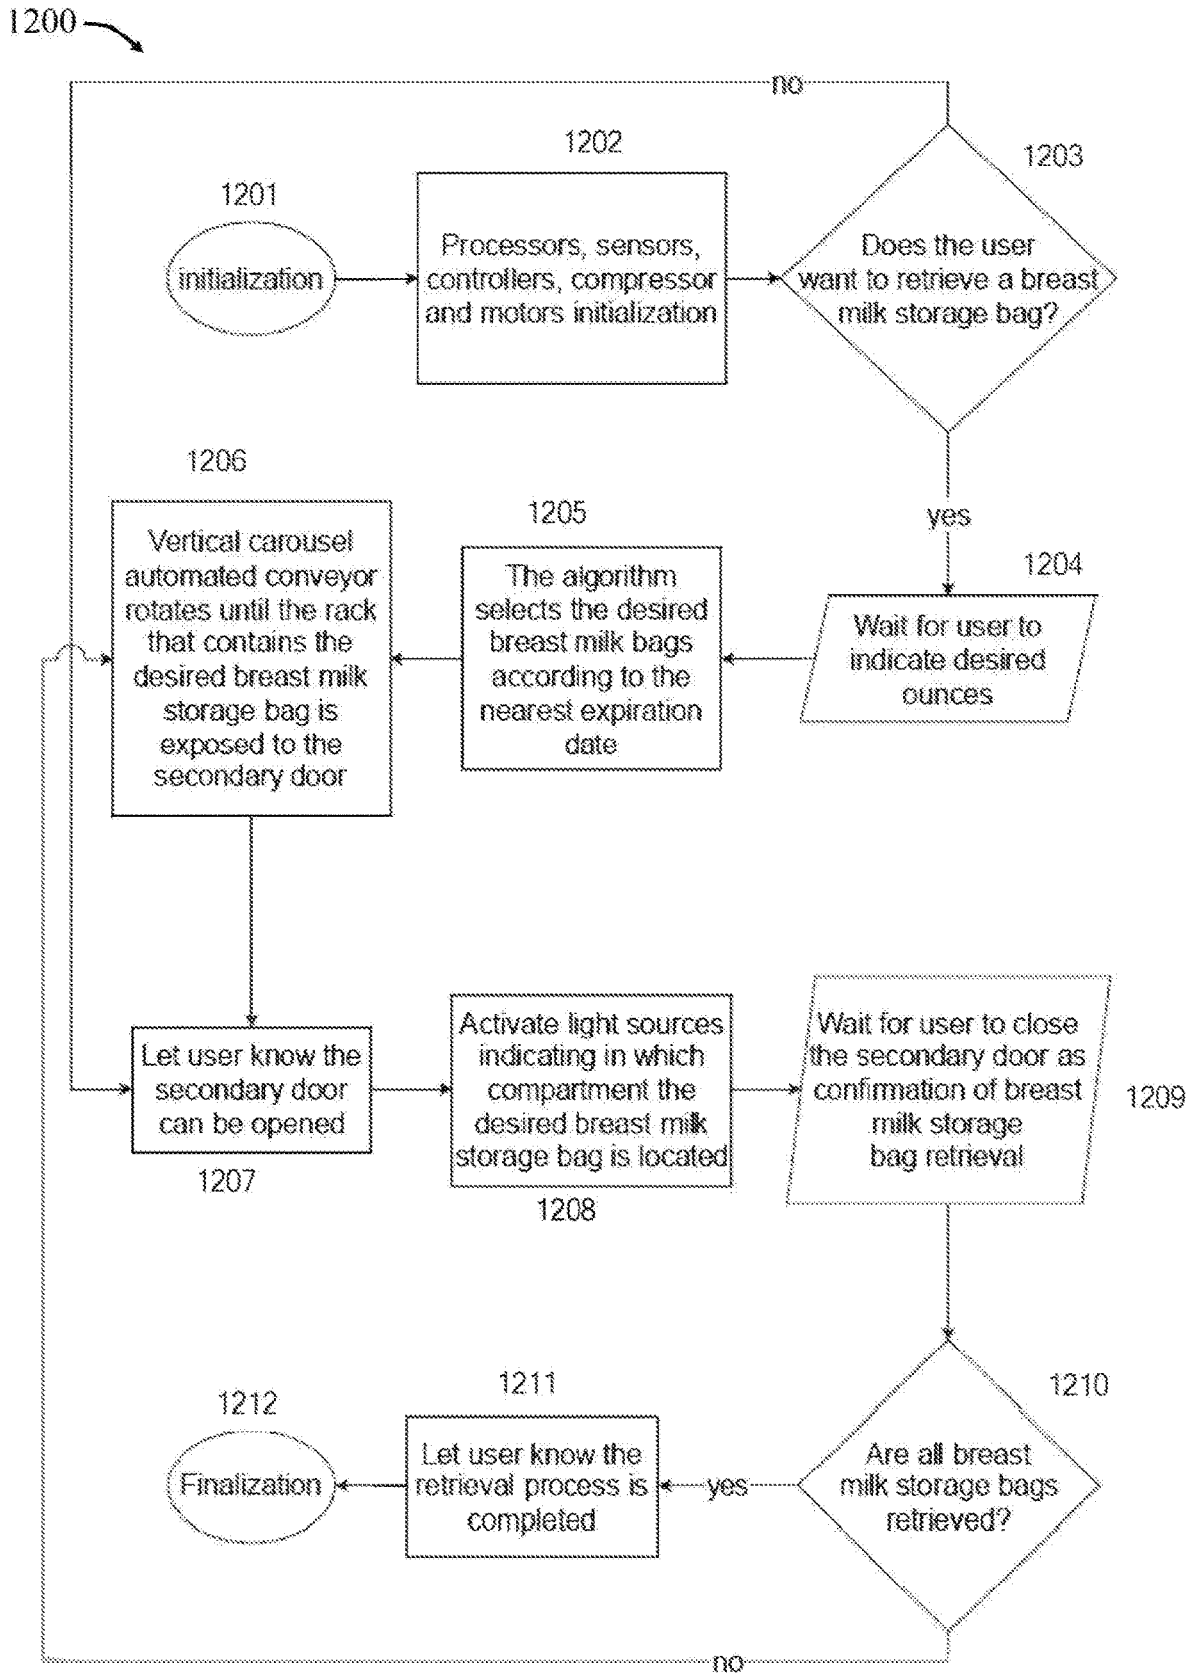 1200
no
1202
1203
1201
initialization
Processors, sensors,
controllers, compressor
and motors initialization
Does the user
want to retrieve a breast
milk storage bag?
yes
1206
1205
1204
Vertical carousel
automated conveyor
rotates until the rack
that contains the
desired breast milk
storage bag is
exposed to the
secondary door
The algorithm
selects the desired
breast milk bags
according to the
nearest expiration
date
Wait for user to
indicate desired
ounces
Let user know the
secondary door
can be opened
1207
Activate light sources
indicating in which
compartment the
desired breast milk
storage bag is located
1208
Wait for user to close
the secondary door as
confirmation of breast
milk storage
bag retrieval
1209
1212
1211
1210
Finalization
Let user know the
retrieval process is
completed
yes
Are all breast
milk storage bags
retrieved?
no